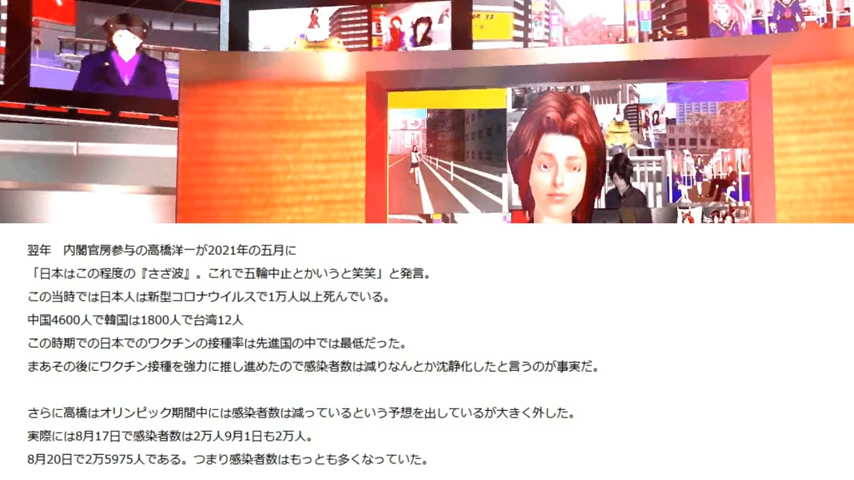 翌年　内閣官房参与の高橋洋一が2021年の五月に
「日本はこの程度の『さざ波』。これで五輪中止とかいうと笑笑」と発言。
この当時では日本人は新型コロナウイルスで1万人以上死んでいる。
中国4600人で韓国は1800人で台湾12人
この時期での日本でのワクチンの接種率は先進国の中では最低だった。
まあその後にワクチン接種を強力に推し進めたので感染者数は減りなんとか沈静化したと言うのが事実だ。
さらに高橋はオリンピック期間中には感染者数は減っているという予想を出しているが大きく外した。
実際には8月17日で感染者数は2万人9月1日も2万人。
8月20日で2万5975人である。つまり感染者数はもっとも多くなっていた。